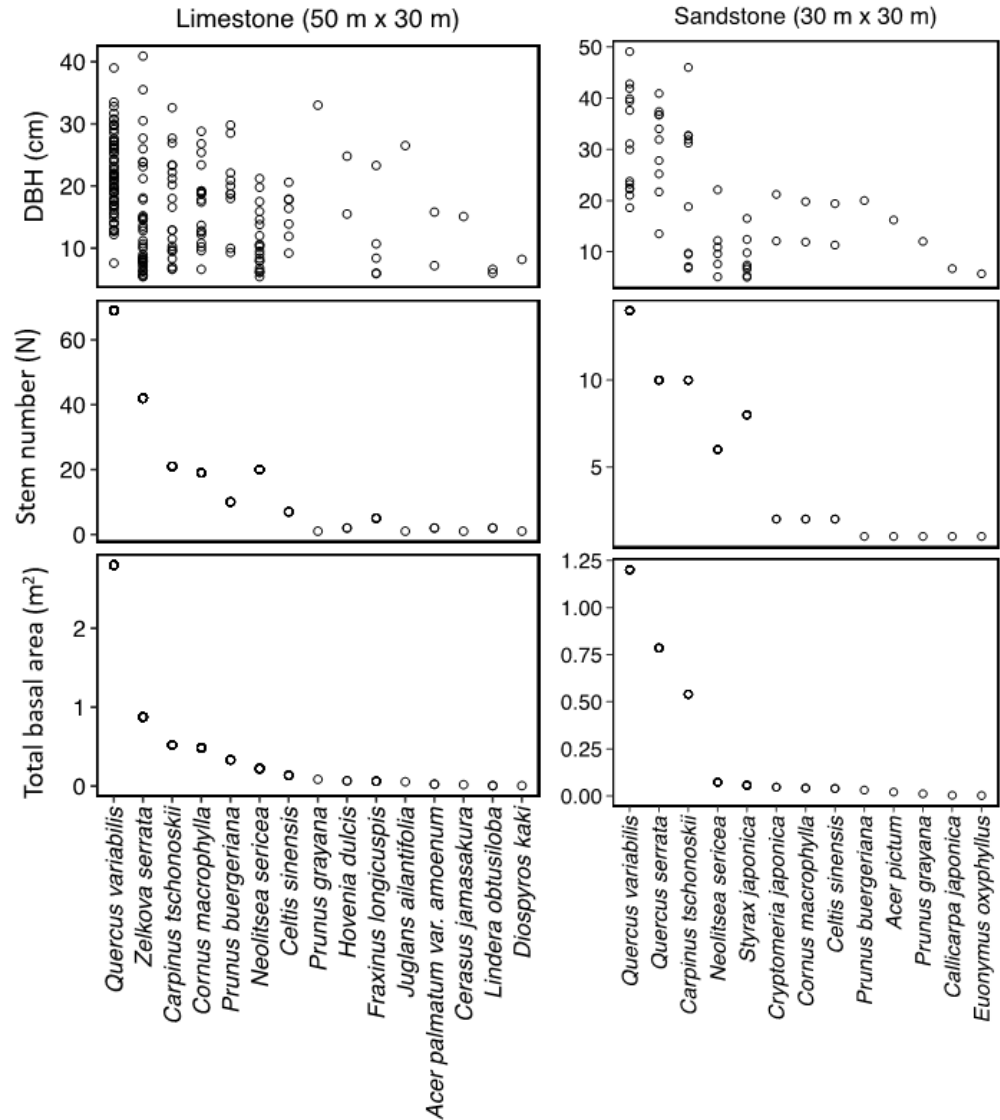 Limestone (50 m x 30 m)
Sandstone (30 m x 30 m)
DBH (cm)
40
30
20
10
50
40
30
20
10
Stem number (N)
60
40
20
0
10
5
Total basal area (m²)
2
1
0
1.25
1.00
0.75
0.50
0.25
0.00
Quercus variabilis
Zelkova serrata
Carpinus tschonoskii
Cornus macrophylla
Prunus buergeriana
Neolitsea sericea
Celtis sinensis
Prunus grayana
Hovenia dulcis
Fraxinus longicuspis
Juglans ailantifolia
Acer palmatum var. amoenum
Cerasus jamasakura
Lindera obtusiloba
Diospyros kaki
Quercus variabilis
Quercus serrata
Carpinus tschonoskii
Neolitsea sericea
Styrax japonica
Cryptomeria japonica
Cornus macrophylla
Celtis sinensis
Prunus buergeriana
Acer pictum
Prunus grayana
Callicarpa japonica
Euonymus oxyphyllus